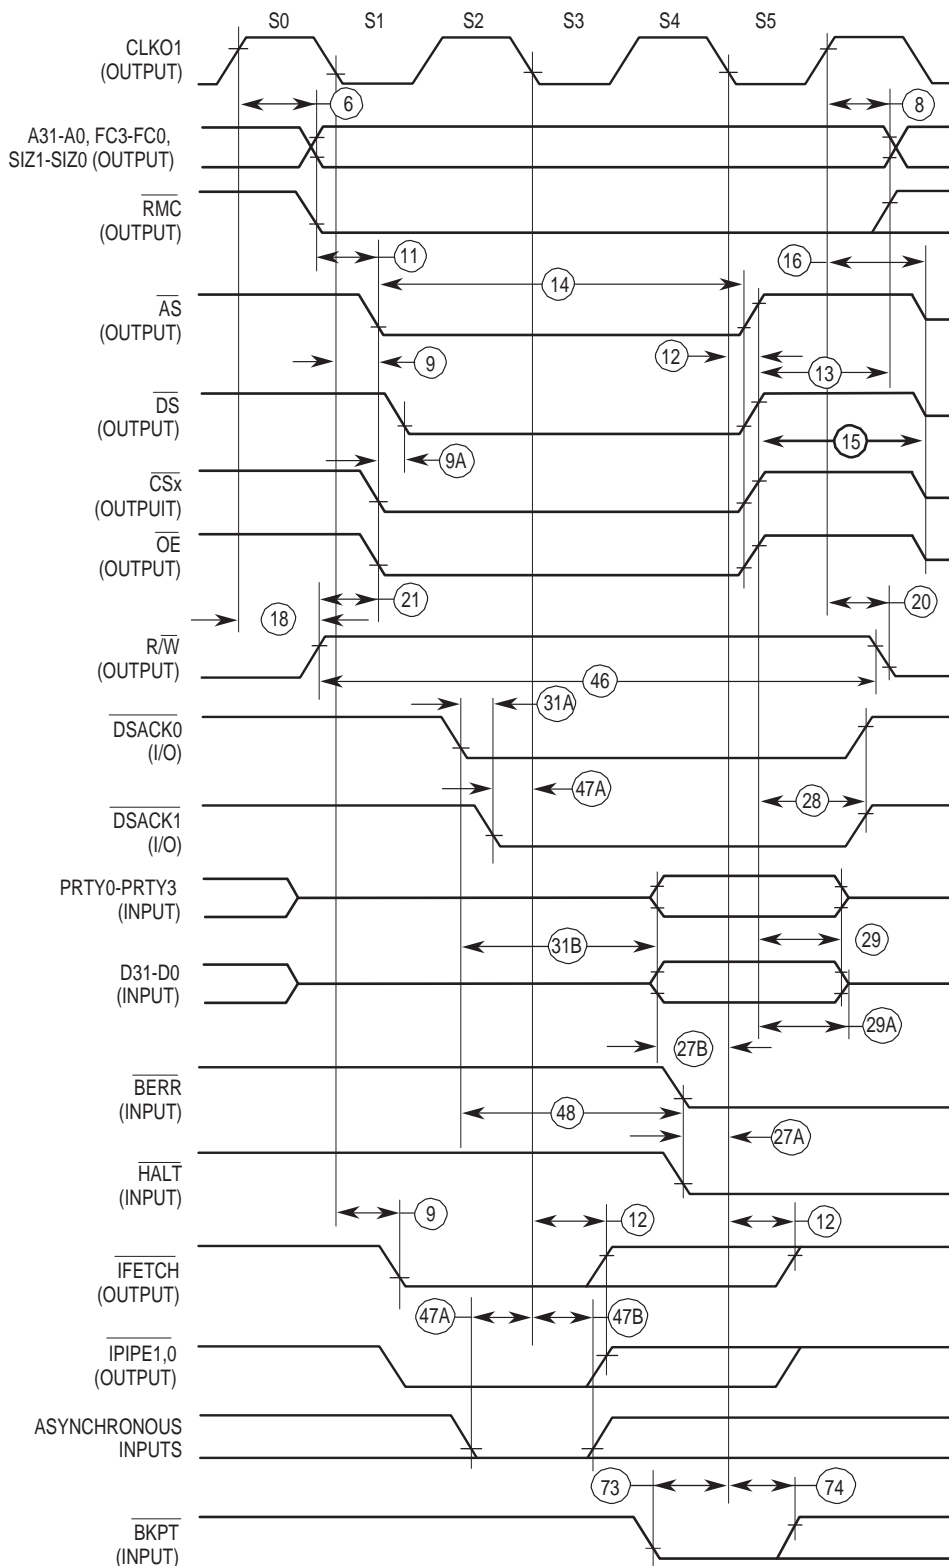 S0 S1 S2 S3 S4 S5
CLKO1
(OUTPUT)
6 8
A31-A0, FC3-FC0,
SIZ1-SIZ0 (OUTPUT)
RMC
(OUTPUT)
11 16
14
AS
(OUTPUT)
9 12 13
DS
(OUTPUT)
9A 15
CSx
(OUTPUIT)
OE
(OUTPUT)
18 21 20
R/W
(OUTPUT)
46
31A
DSACK0
(I/O)
47A 28
DSACK1
(I/O)
PRTY0-PRTY3
(INPUT)
31B 29
D31-D0
(INPUT)
29A
27B
BERR
(INPUT)
48
27A
HALT
(INPUT)
9 12 12
IFETCH
(OUTPUT)
47A 47B
IPIPE1,0
(OUTPUT)
ASYNCHRONOUS
INPUTS
73 74
BKPT
(INPUT)